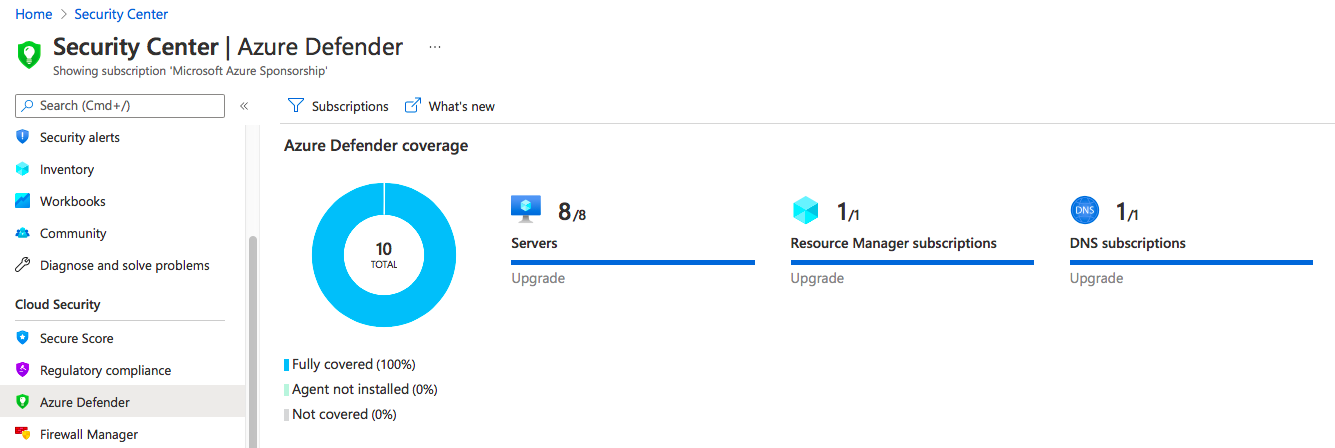 Home > Security Center
Security Center | Azure Defender ...
Showing subscription 'Microsoft Azure Sponsorship'
Search (Cmd+/) «
Security alerts
Inventory
Workbooks
Community
Diagnose and solve problems
Cloud Security
Secure Score
Regulatory compliance
Azure Defender
Firewall Manager
Subscriptions What's new
Azure Defender coverage
10
TOTAL
Fully covered (100%)
Agent not installed (0%)
Not covered (0%)
8/8
Servers
Upgrade
1/1
Resource Manager subscriptions
Upgrade
DNS 1/1
DNS subscriptions
Upgrade